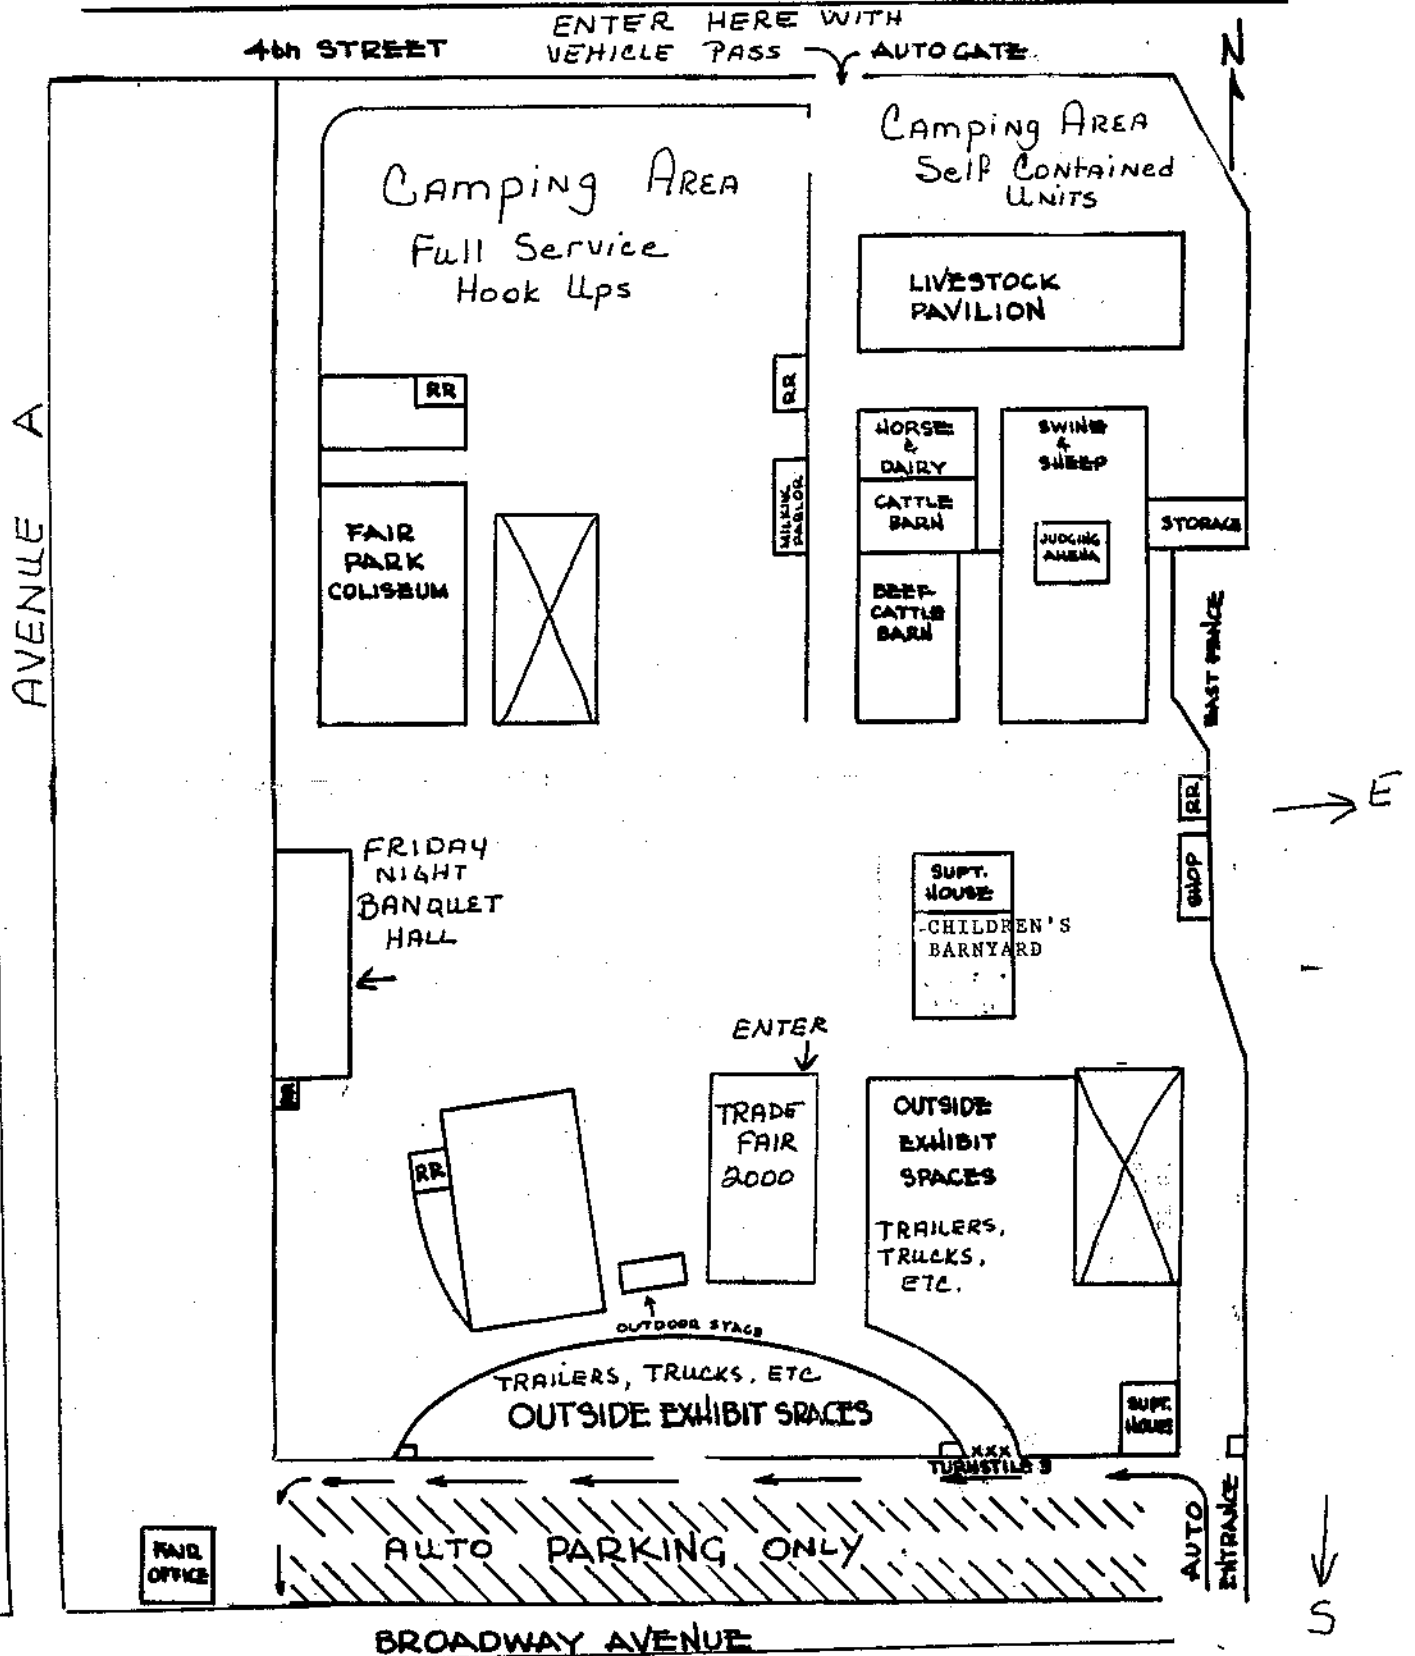 ENTER HERE WITH
VEHICLE PASS
4th STREET
AUTO GATE
N
Camping AREA
Full Service
Hook Ups
Camping AREA
Self Contained
Units
LIVESTOCK
PAVILION
RR
RR
HORSE
&
DAIRY
CATTLE
BARN
SWINE
&
SHEEP
JUDGING
ARENA
STORAGE
MILKIN
PARLOR
FAIR
PARK
COLISEUM
BEEF
CATTLE
BARN
AVENUE A
EAST FENCE
RR
SHOP
E
FRIDAY
NIGHT
BANQUET
HALL
SUPT.
HOUSE
-CHILDREN'S
BARNYARD
ENTER
TRADE
FAIR
2000
OUTSIDE
EXHIBIT
SPACES
TRAILERS,
TRUCKS,
ETC.
RR
OUTDOOR STAGE
TRAILERS, TRUCKS, ETC
OUTSIDE EXHIBIT SPACES
SUPT.
HOUSE
XXX
TURNSTILES
AUTO
ENTRANCE
AUTO PARKING ONLY
FAIR
OFFICE
BROADWAY AVENUE
S